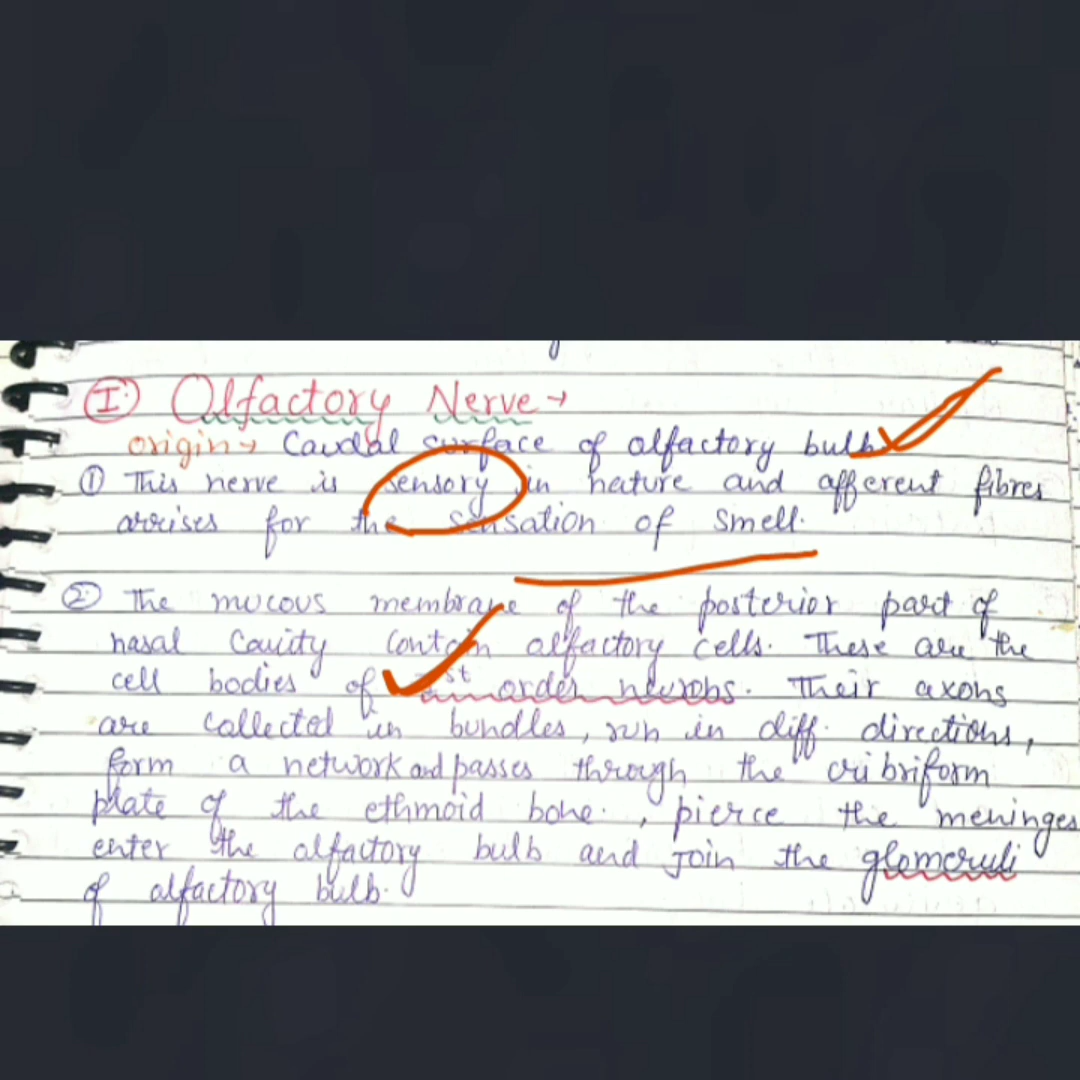 I. Olfactory Nerve →
origin → Caudal surface of olfactory bulb
① This nerve is sensory in nature and afferent fibres
arrises for the sensation of smell.
② The mucous membrane of the posterior part of
nasal Cavity Contain olfactory cells. These are the
cell bodies of order neurons. Their axons
are collected in bundles, run in diff. directions,
form a network and passes through the cribriform
plate of the ethmoid bone. , pierce the meninges
enter the olfactory bulb and join the glomeruli
of olfactory bulb.